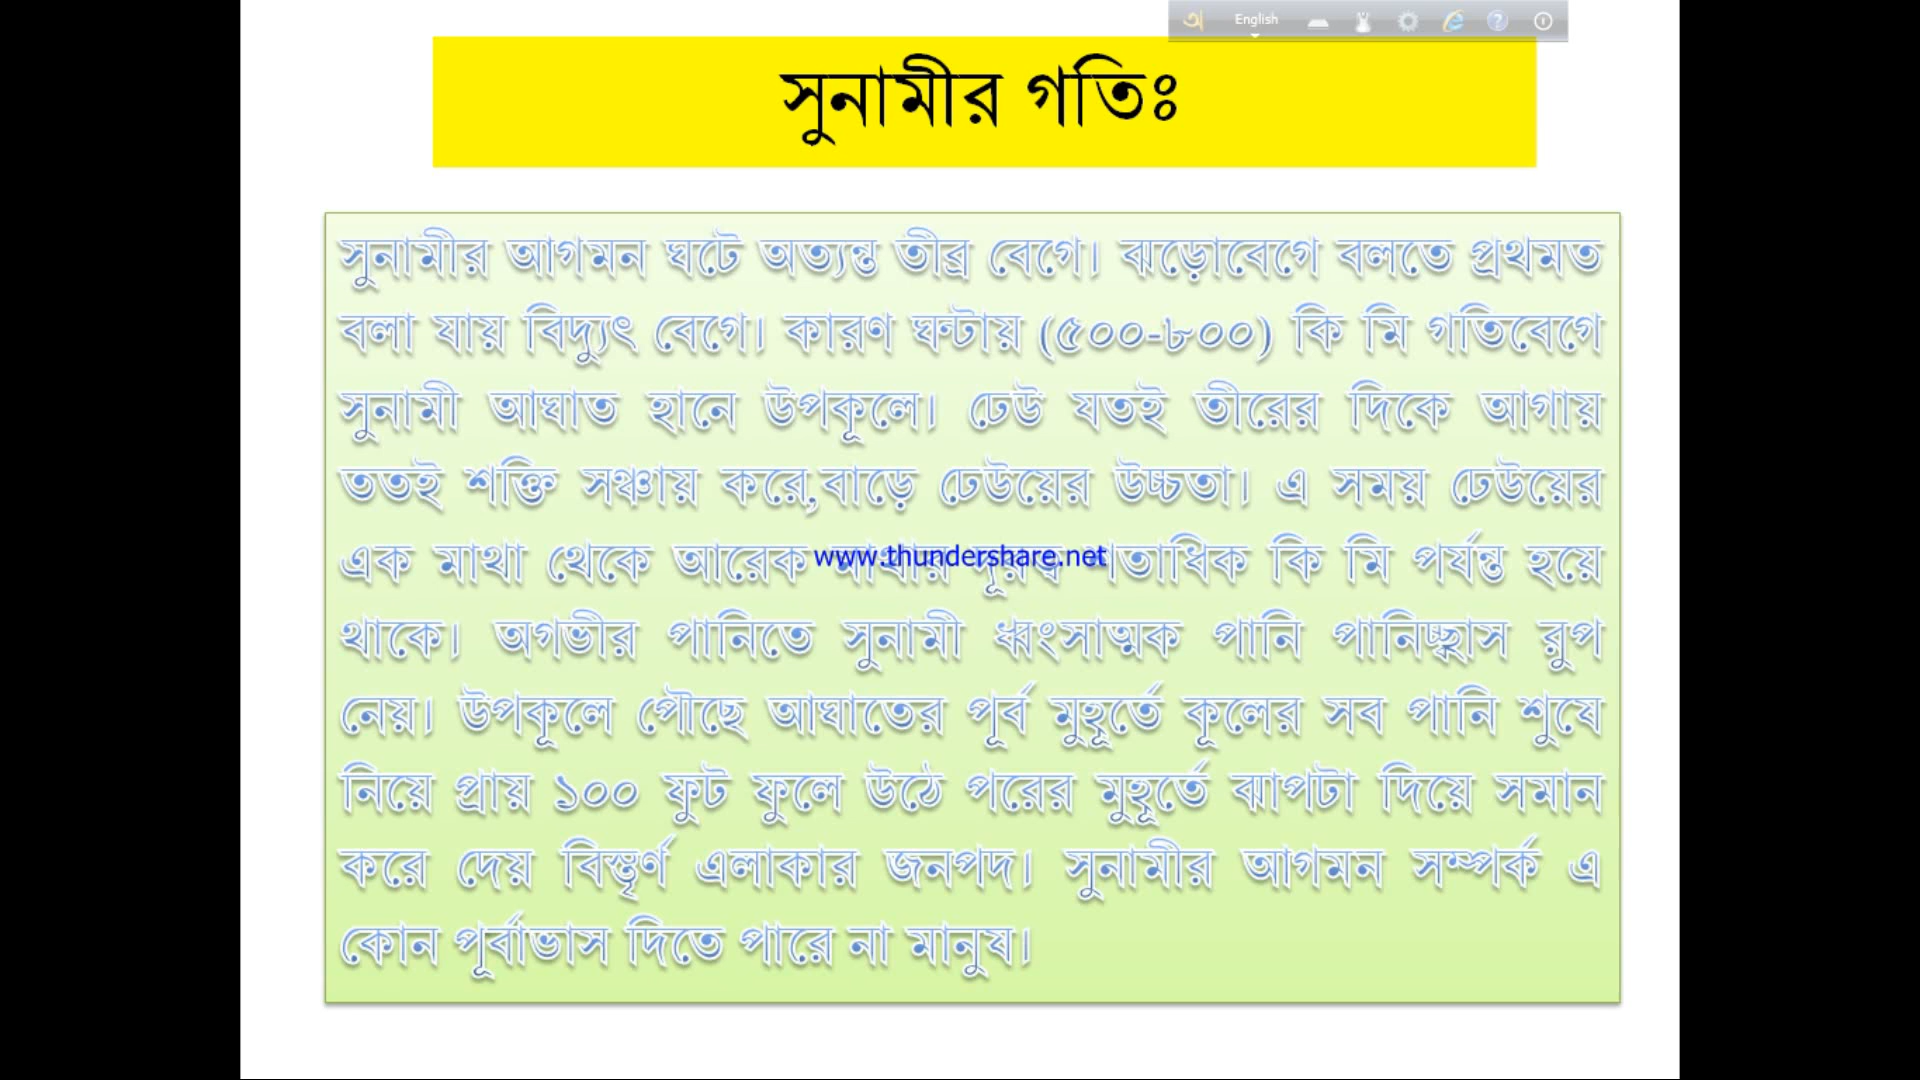 English
সুনামীর গতিঃ
সুনামীর আগমন ঘটে অত্যন্ত তীব্র বেগে। ঝড়োবেগে বলতে প্রথমত
বলা যায় বিদ্যুৎ বেগে। কারণ ঘন্টায় (৫০০-৮০০) কি মি গতিবেগে
সুনামী আঘাত হানে উপকূলে। ঢেউ যতই তীরের দিকে আগায়
ততই শক্তি সঞ্চায় করে,বাড়ে ঢেউয়ের উচ্চতা। এ সময় ঢেউয়ের
এক মাথা থেকে আরেক মাথার দূরত্ব শতাধিক কি মি পর্যন্ত হয়ে
www.thundershare.net
থাকে। অগভীর পানিতে সুনামী ধ্বংসাত্মক পানি পানিচ্ছ্বাস রুপ
নেয়। উপকূলে পৌছে আঘাতের পূর্ব মুহূর্তে কূলের সব পানি শুষে
নিয়ে প্রায় ১০০ ফুট ফুলে উঠে পরের মুহূর্তে ঝাপটা দিয়ে সমান
করে দেয় বিস্তৃর্ণ এলাকার জনপদ। সুনামীর আগমন সম্পর্ক এ
কোন পূর্বাভাস দিতে পারে না মানুষ।